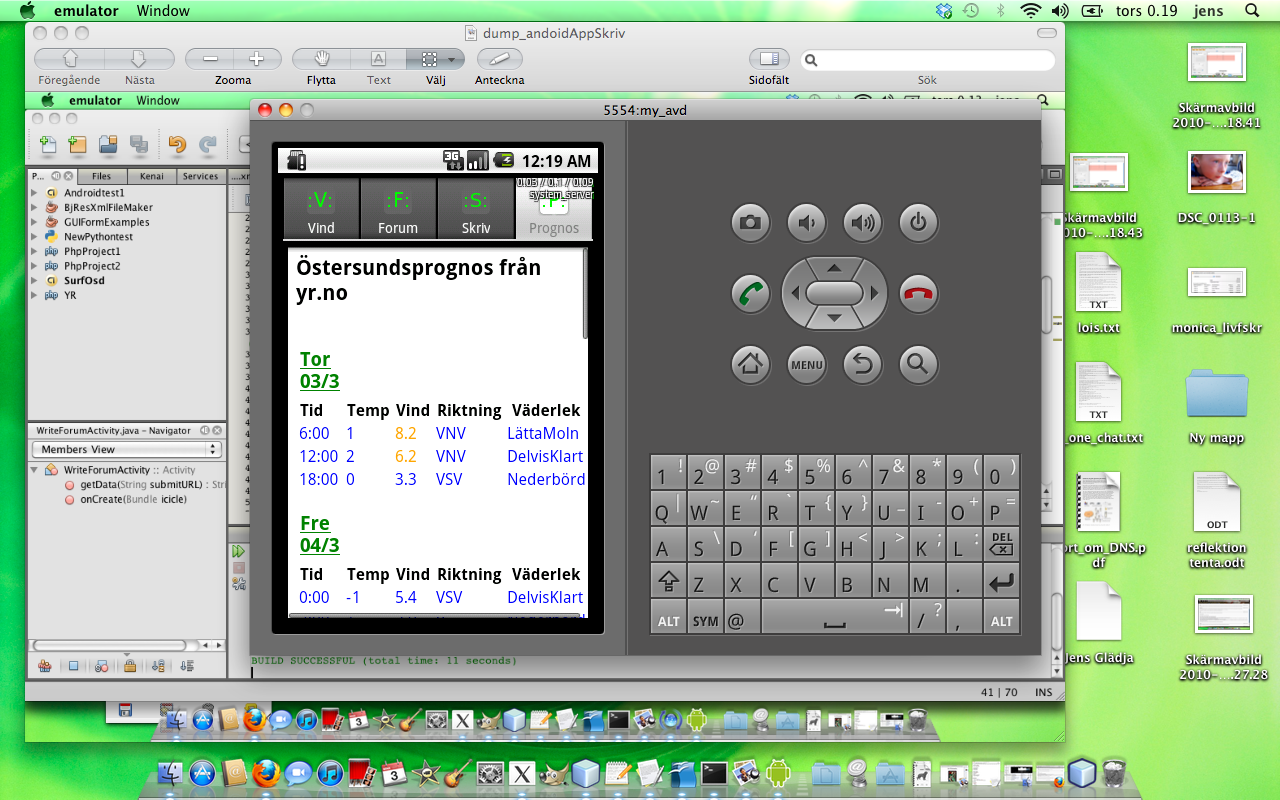 emulator Window tors 0.19 jens
dump_andoidAppSkriv
Föregående Nästa Zooma Flytta Text Välj Anteckna Sidofält Sök
emulator Window
5554:my_avd
P... Files Kenai Services
Androidtest1
BjResXmlFileMaker
GUIFormExamples
NewPythontest
PhpProject1
PhpProject2
SurfOsd
YR
WriteForumActivity.java - Navigator
Members View
WriteForumActivity :: Activity
getData(String submitURL) : Stri
onCreate(Bundle icicle)
3G 12:19 AM
0.03 / 0.1 / 0.09
system_server
:V: :F: :S: :P:
Vind Forum Skriv Prognos
Östersundsprognos från
yr.no
Tor
03/3
Tid Temp Vind Riktning Väderlek
6:00 1 8.2 VNV LättaMoln
12:00 2 6.2 VNV DelvisKlart
18:00 0 3.3 VSV Nederbörd
Fre
04/3
Tid Temp Vind Riktning Väderlek
0:00 -1 5.4 VSV DelvisKlart
MENU
1 ! 2 @ 3 # 4 $ 5 % 6 ^ 7 & 8 * 9 ( 0 )
Q | W ~ E " R ` T { Y } U _ I - O + P =
A S \ D ' F [ G ] H < J > K ; L : DEL
Z X C V B N M .
ALT SYM @ / ? , ALT
BUILD SUCCESSFUL (total time: 11 seconds)
41 | 70 INS
Skärmavbild
2010-....18.41
Skärmavbild
....18.43
DSC_0113-1
TXT
lois.txt
monica_livfskr
TXT
_one_chat.txt
Ny mapp
ort_om_DNS.p
df
ODT
reflektion
tenta.odt
Jens Glädja
Skärmavbild
2010-....27.28